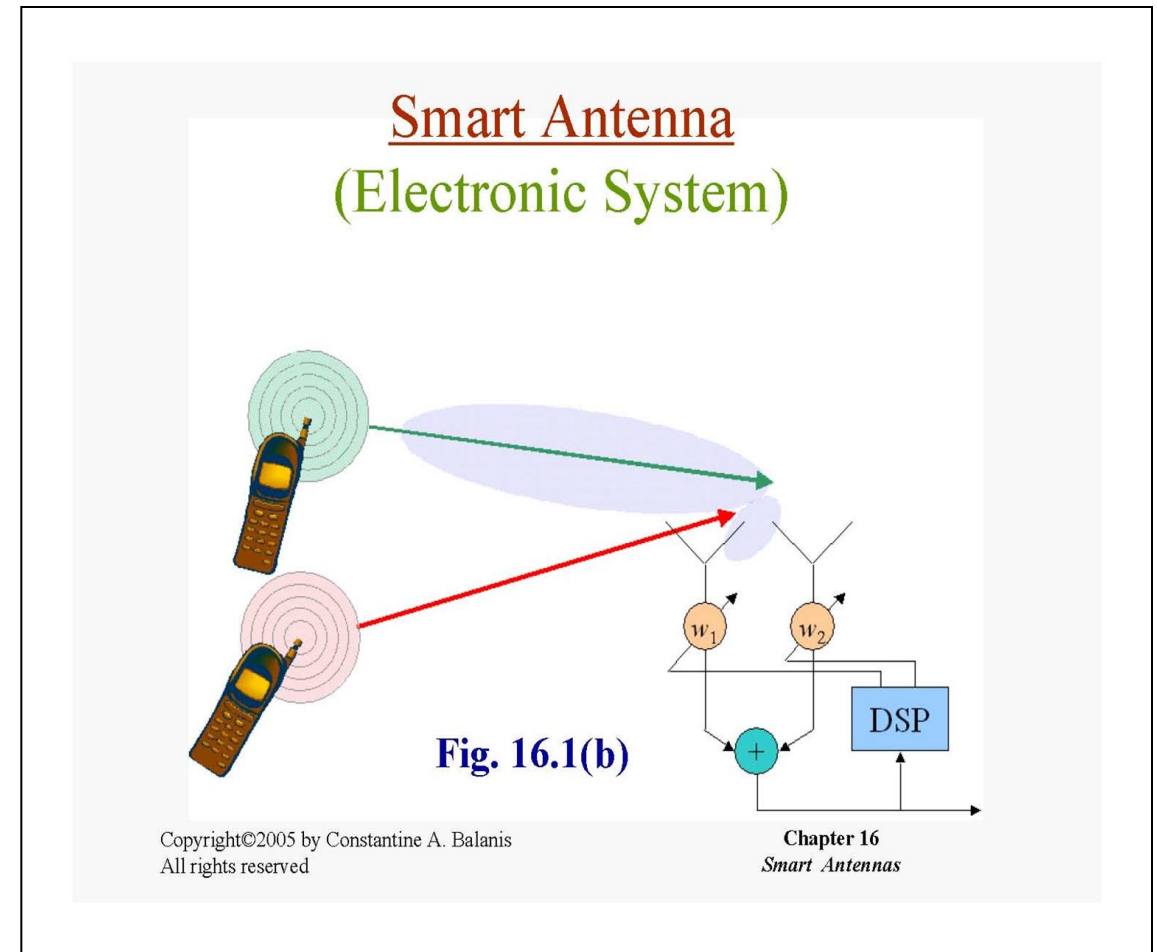 Smart Antenna
(Electronic System)
w1
w2
DSP
+
Fig. 16.1(b)
Copyright©2005 by Constantine A. Balanis
All rights reserved
Chapter 16
Smart Antennas